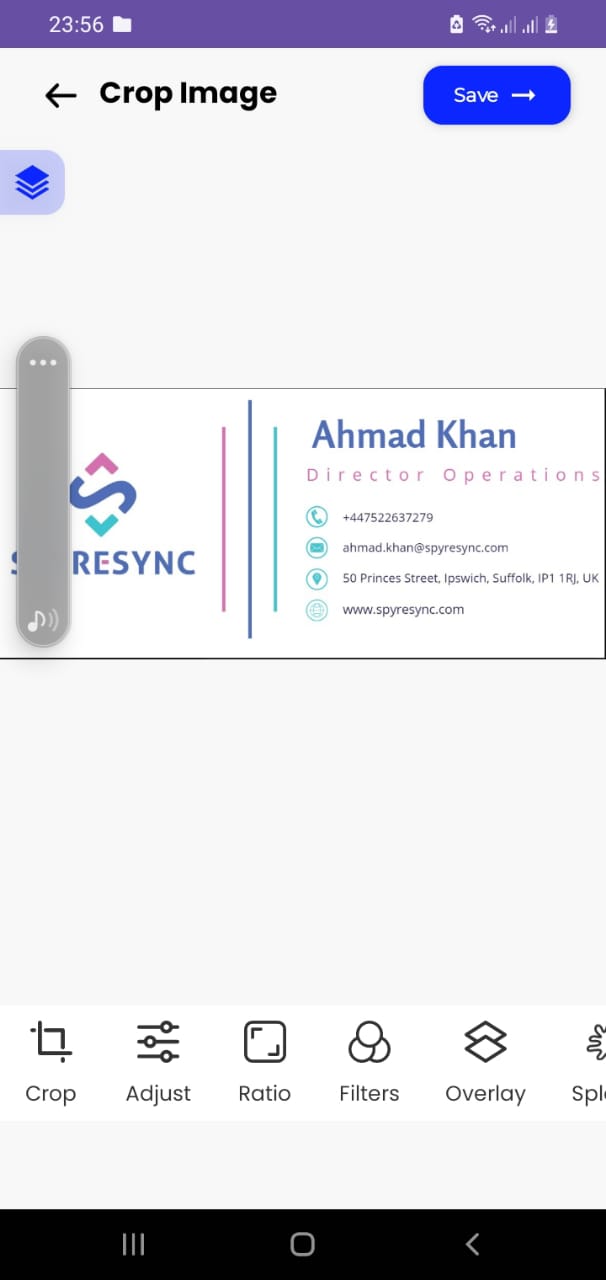 23:56
Crop Image
Save
Ahmad Khan
Director Operations
RESYNC
+447522637279
ahmad.khan@spyresync.com
50 Princes Street, Ipswich, Suffolk, IP1 1RJ, UK
www.spyresync.com
Crop Adjust Ratio Filters Overlay